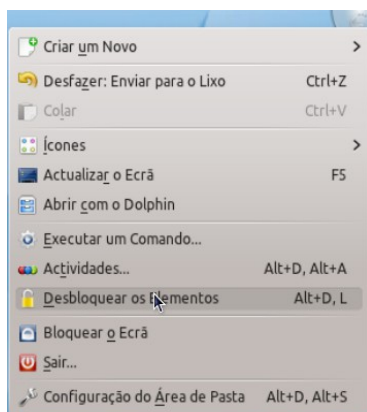 Criar um Novo
Desfazer: Enviar para o Lixo Ctrl+Z
Colar Ctrl+V
Ícones
Actualizar o Ecrã F5
Abrir com o Dolphin
Executar um Comando...
Actividades... Alt+D, Alt+A
Desbloquear os Elementos Alt+D, L
Bloquear o Ecrã
Sair...
Configuração do Área de Pasta Alt+D, Alt+S